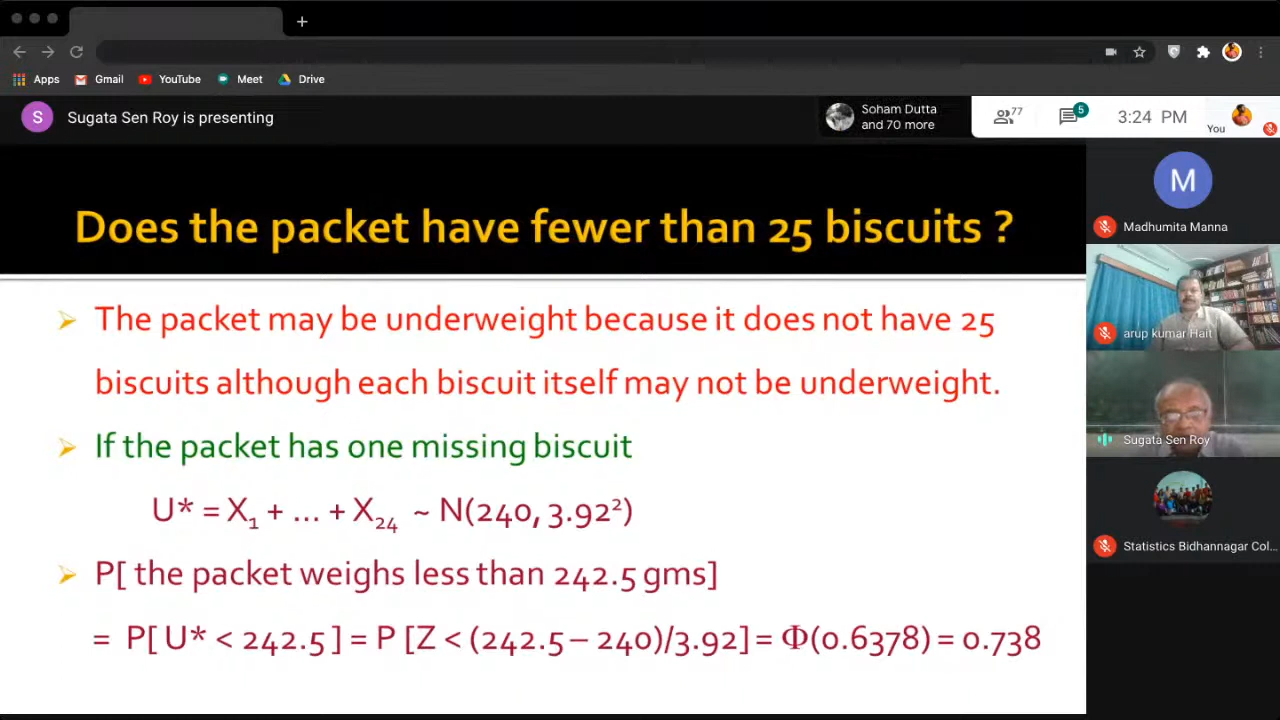 +
Apps Gmail YouTube Meet Drive
S Sugata Sen Roy is presenting
Soham Dutta
and 70 more
77
5
3:24 PM
You
Does the packet have fewer than 25 biscuits ?
The packet may be underweight because it does not have 25
biscuits although each biscuit itself may not be underweight.
If the packet has one missing biscuit
U* = X₁ + ... + X₂₄ ~ N(240, 3.92²)
P[ the packet weighs less than 242.5 gms]
= P[ U* < 242.5 ] = P [Z < (242.5 – 240)/3.92] = Φ(0.6378) = 0.738
M
Madhumita Manna
arup kumar Hait
Sugata Sen Roy
Statistics Bidhannagar Col...